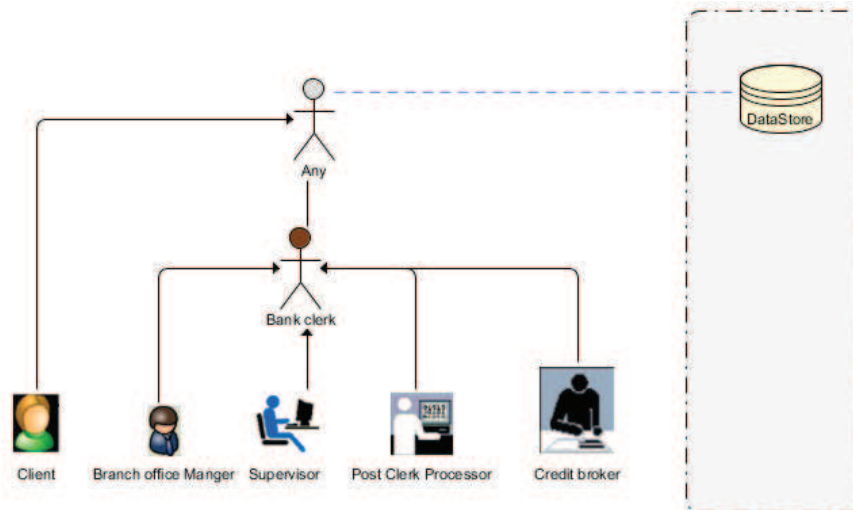 DataStore
Any
Bank clerk
Client
Branch office Manger
Supervisor
Post Clerk Processor
Credit broker